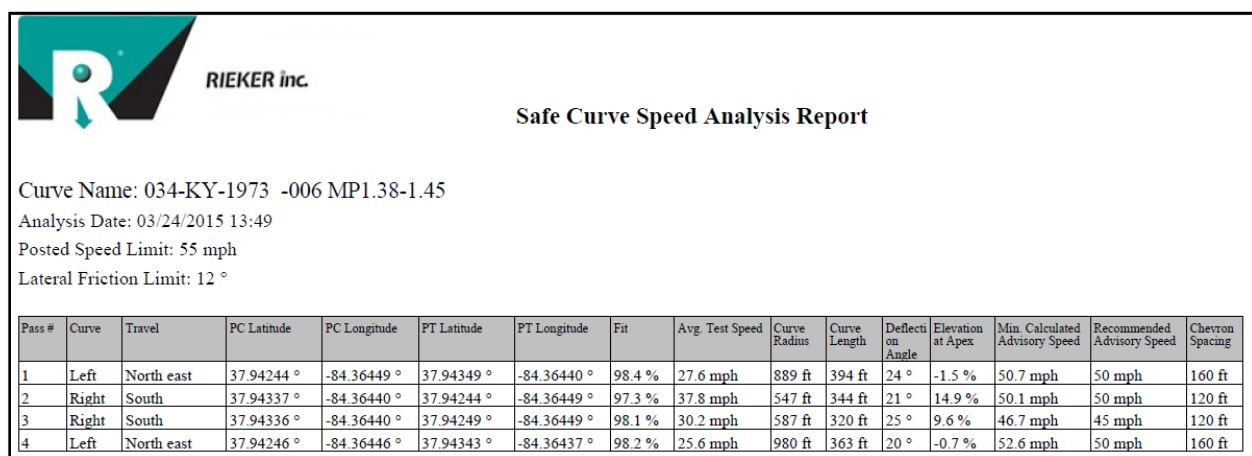 R
RIEKER inc.
Safe Curve Speed Analysis Report
Curve Name: 034-KY-1973 -006 MP1.38-1.45
Analysis Date: 03/24/2015 13:49
Posted Speed Limit: 55 mph
Lateral Friction Limit: 12 °
Pass # Curve Travel PC Latitude PC Longitude PT Latitude PT Longitude Fit Avg. Test Speed Curve Radius Curve Length Deflection Angle Elevation at Apex Min. Calculated Advisory Speed Recommended Advisory Speed Chevron Spacing
1 Left North east 37.94244 ° -84.36449 ° 37.94349 ° -84.36440 ° 98.4 % 27.6 mph 889 ft 394 ft 24 ° -1.5 % 50.7 mph 50 mph 160 ft
2 Right South 37.94337 ° -84.36440 ° 37.94244 ° -84.36449 ° 97.3 % 37.8 mph 547 ft 344 ft 21 ° 14.9 % 50.1 mph 50 mph 120 ft
3 Right South 37.94336 ° -84.36440 ° 37.94249 ° -84.36449 ° 98.1 % 30.2 mph 587 ft 320 ft 25 ° 9.6 % 46.7 mph 45 mph 120 ft
4 Left North east 37.94246 ° -84.36446 ° 37.94343 ° -84.36437 ° 98.2 % 25.6 mph 980 ft 363 ft 20 ° -0.7 % 52.6 mph 50 mph 160 ft